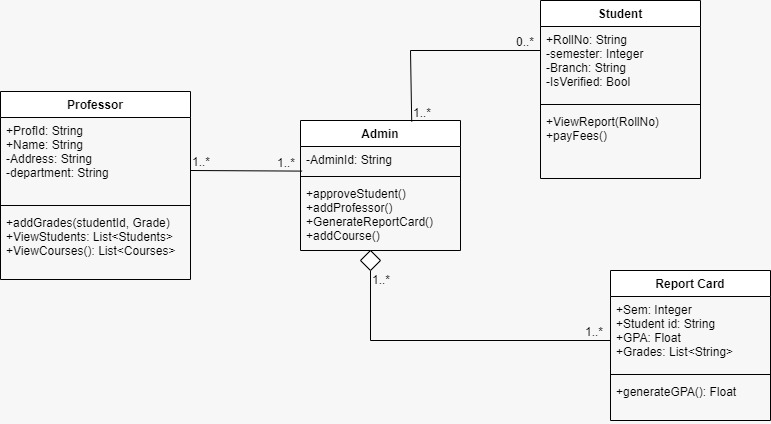 Student
+RollNo: String
-semester: Integer
-Branch: String
-IsVerified: Bool
+ViewReport(RollNo)
+payFees()
0..*
1..*
Professor
+ProfId: String
+Name: String
-Address: String
-department: String
+addGrades(studentId, Grade)
+ViewStudents: List<Students>
+ViewCourses(): List<Courses>
1..*
1..*
Admin
-AdminId: String
+approveStudent()
+addProfessor()
+GenerateReportCard()
+addCourse()
1..*
1..*
Report Card
+Sem: Integer
+Student id: String
+GPA: Float
+Grades: List<String>
+generateGPA(): Float